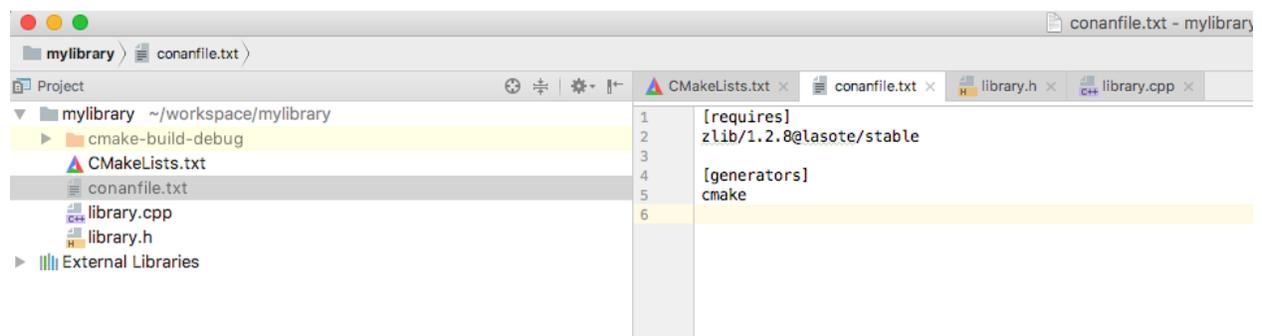 conanfile.txt - mylibrary
mylibrary conanfile.txt
Project
CMakeLists.txt conanfile.txt library.h library.cpp
mylibrary ~/workspace/mylibrary
cmake-build-debug
CMakeLists.txt
conanfile.txt
C++ library.cpp
H library.h
External Libraries
1 [requires]
2 zlib/1.2.8@lasote/stable
3
4 [generators]
5 cmake
6